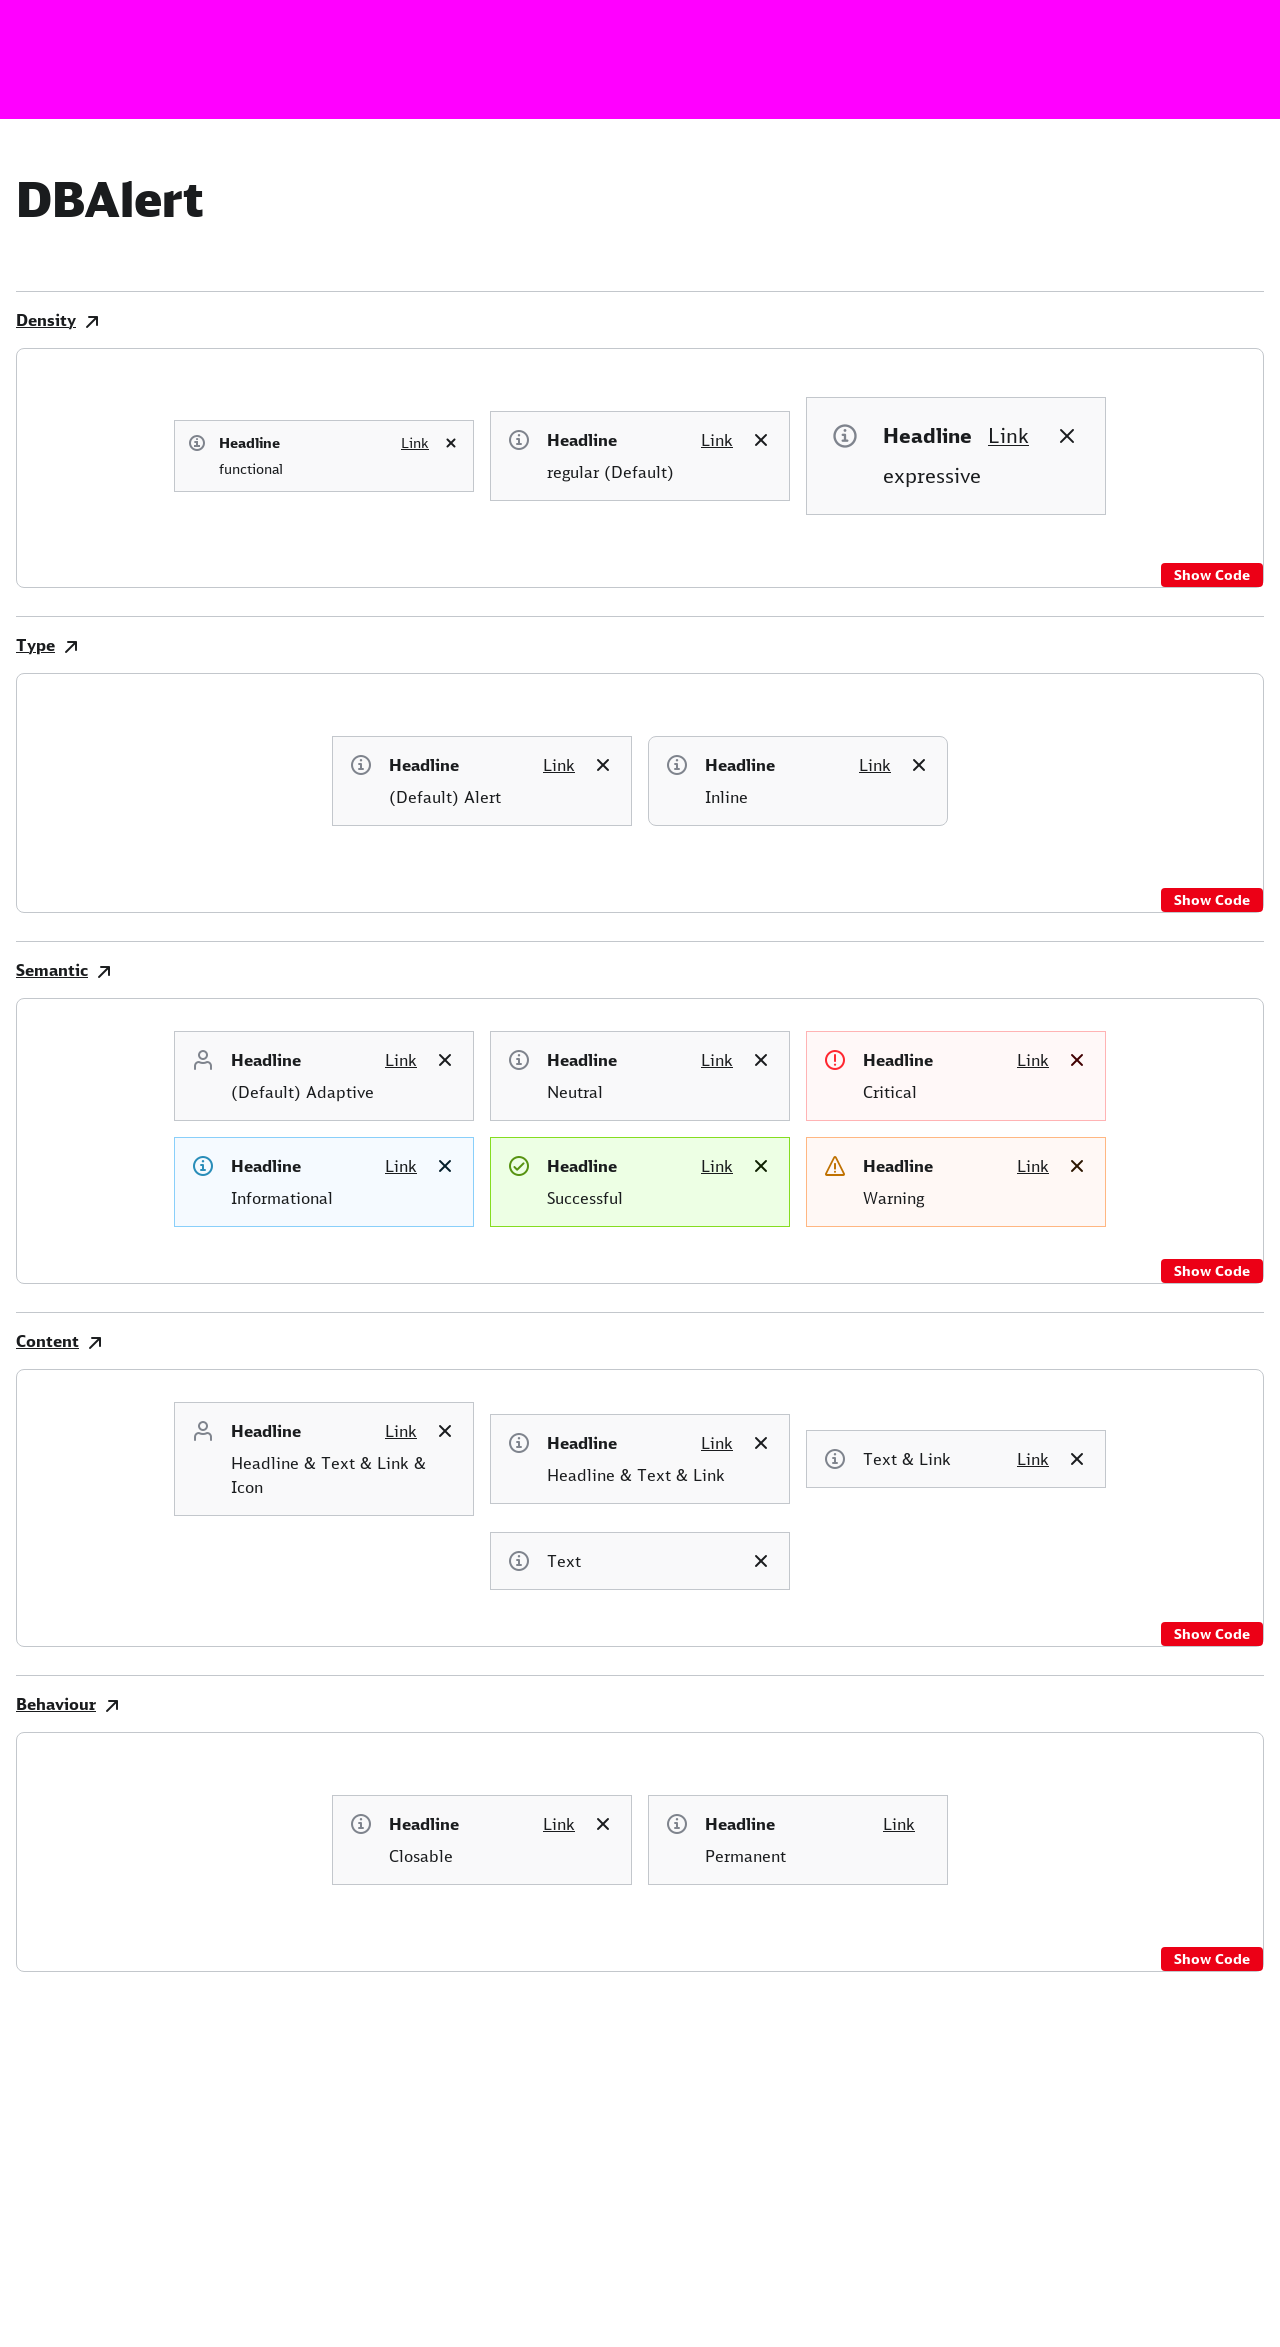 DBAlert
Density
Headline Link
functional
Headline Link
regular (Default)
Headline Link
expressive
Show Code
Type
Headline Link
(Default) Alert
Headline Link
Inline
Show Code
Semantic
Headline Link
(Default) Adaptive
Headline Link
Neutral
Headline Link
Critical
Headline Link
Informational
Headline Link
Successful
Headline Link
Warning
Show Code
Content
Headline Link
Headline & Text & Link &
Icon
Headline Link
Headline & Text & Link
Text & Link Link
Text
Show Code
Behaviour
Headline Link
Closable
Headline Link
Permanent
Show Code